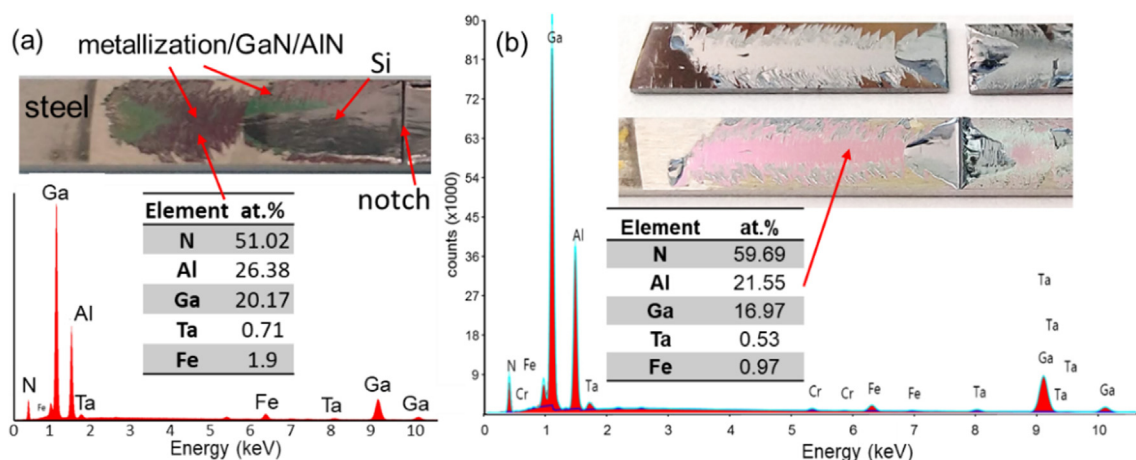 (a)
metallization/GaN/AlN
Si
steel
notch
Ga
Element at.%
N 51.02
Al 26.38
Ga 20.17
Ta 0.71
Fe 1.9
Al
N
Fe
Ta
Fe
Ta
Ga
Ga
0 1 2 3 4 5 6 7 8 9 10
Energy (keV)
(b)
90
81
72
63
54
45
36
27
18
9
counts (x1000)
Ga
Al
Element at.%
N 59.69
Al 21.55
Ga 16.97
Ta 0.53
Fe 0.97
N
Fe
Cr
Ta
Cr
Cr
Fe
Fe
Ta
Ta
Ta
Ga
Ta
Ta
Ga
0 1 2 3 4 5 6 7 8 9 10
Energy (keV)